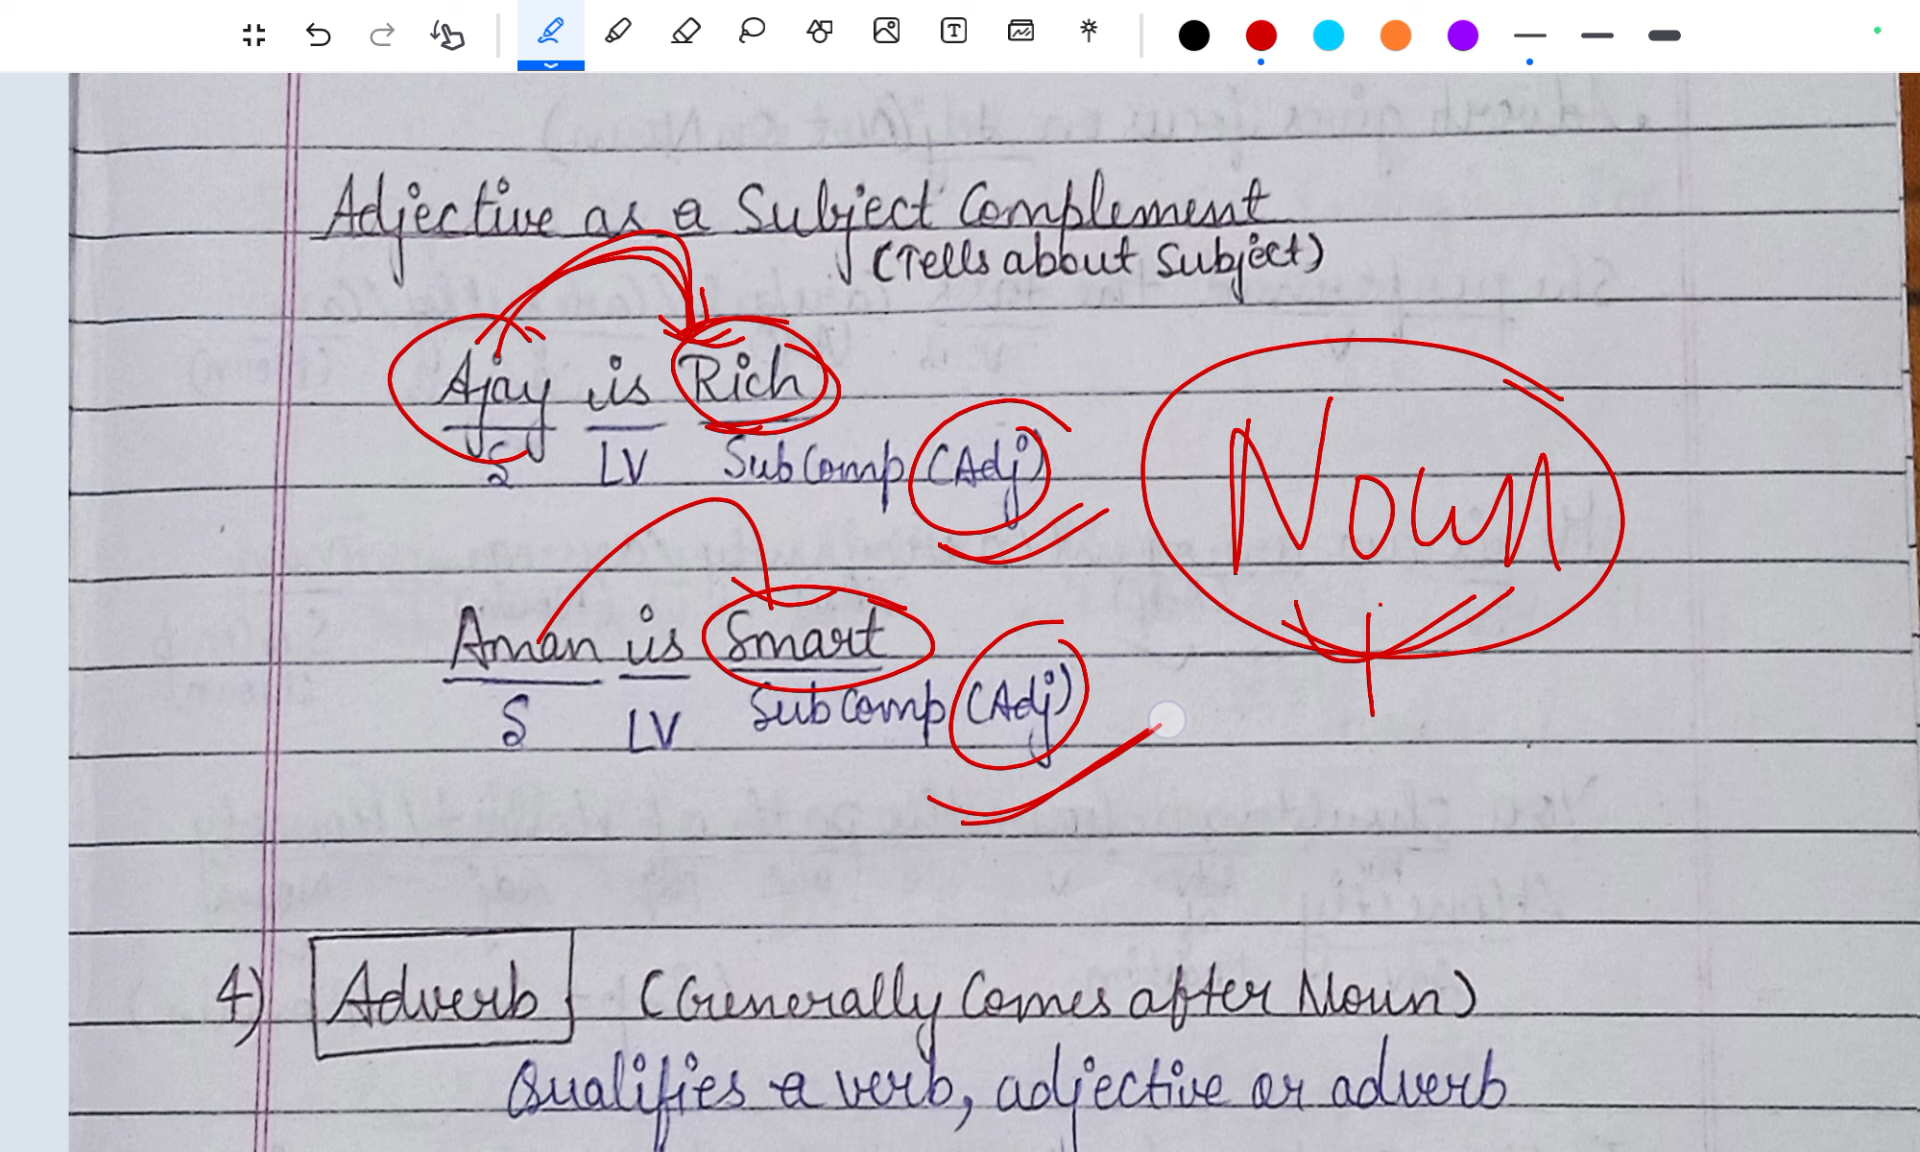 Adjective as a Subject Complement
(Tells about Subject)
Ajay is Rich
S LV Sub Comp (Adj)
Noun
Aman is Smart
S LV Sub Comp (Adj)
4) Adverb (Generally Comes after Noun)
Qualifies a verb, adjective or adverb